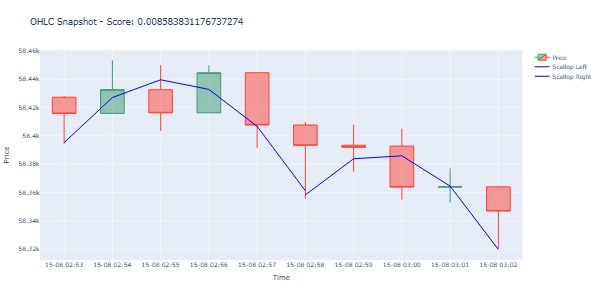 OHLC Snapshot - Score: 0.008583831176737274
58.46k
58.44k
58.42k
58.4k
58.38k
58.36k
58.34k
58.32k
Price
15-08 02:53
15-08 02:54
15-08 02:55
15-08 02:56
15-08 02:57
15-08 02:58
15-08 02:59
15-08 03:00
15-08 03:01
15-08 03:02
Time
Price
Scallop Left
Scallop Right